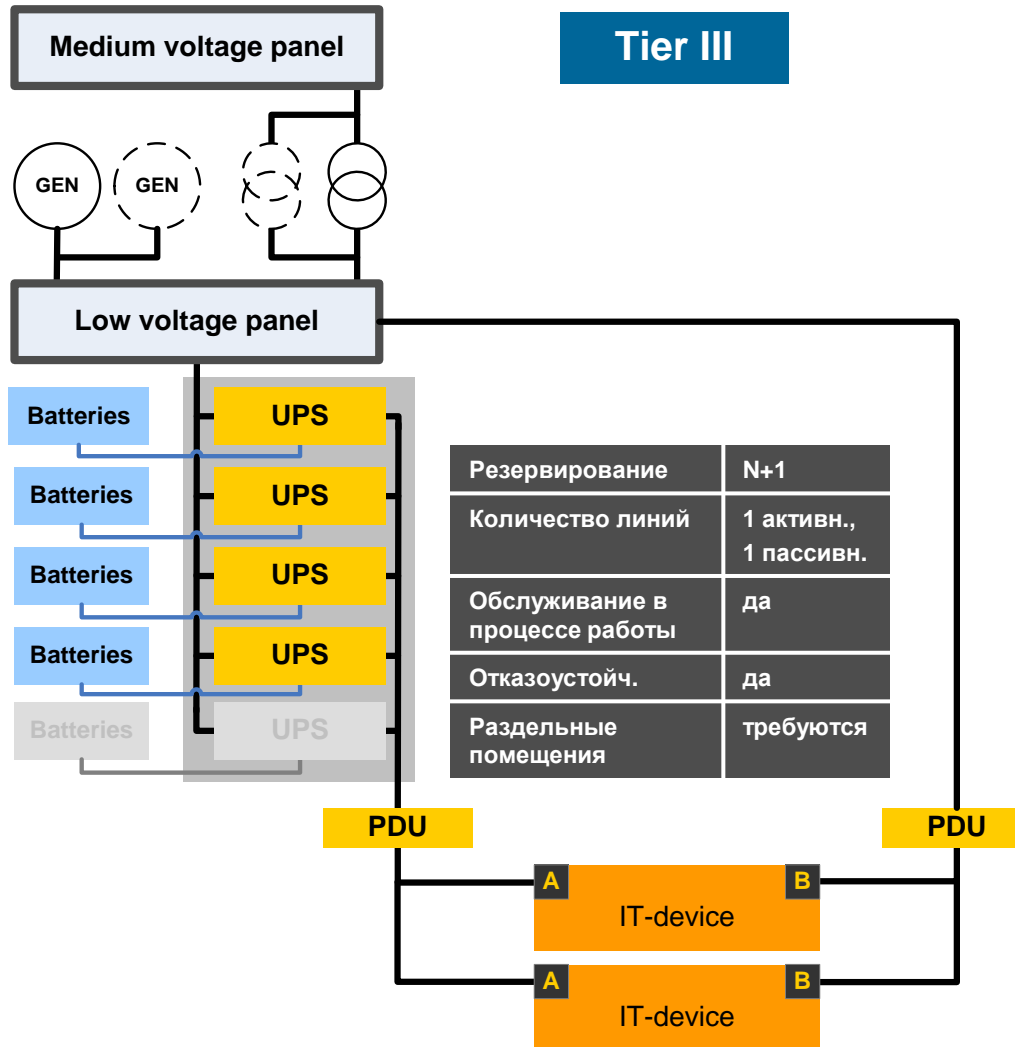 Medium voltage panel
Tier III
GEN
GEN
Low voltage panel
Batteries
UPS
Batteries
UPS
Batteries
UPS
Batteries
UPS
Batteries
UPS
Резервирование
N+1
Количество линий
1 активн.,
1 пассивн.
Обслуживание в
процессе работы
да
Отказоустойч.
да
Раздельные
помещения
требуются
PDU
PDU
A
B
IT-device
A
B
IT-device